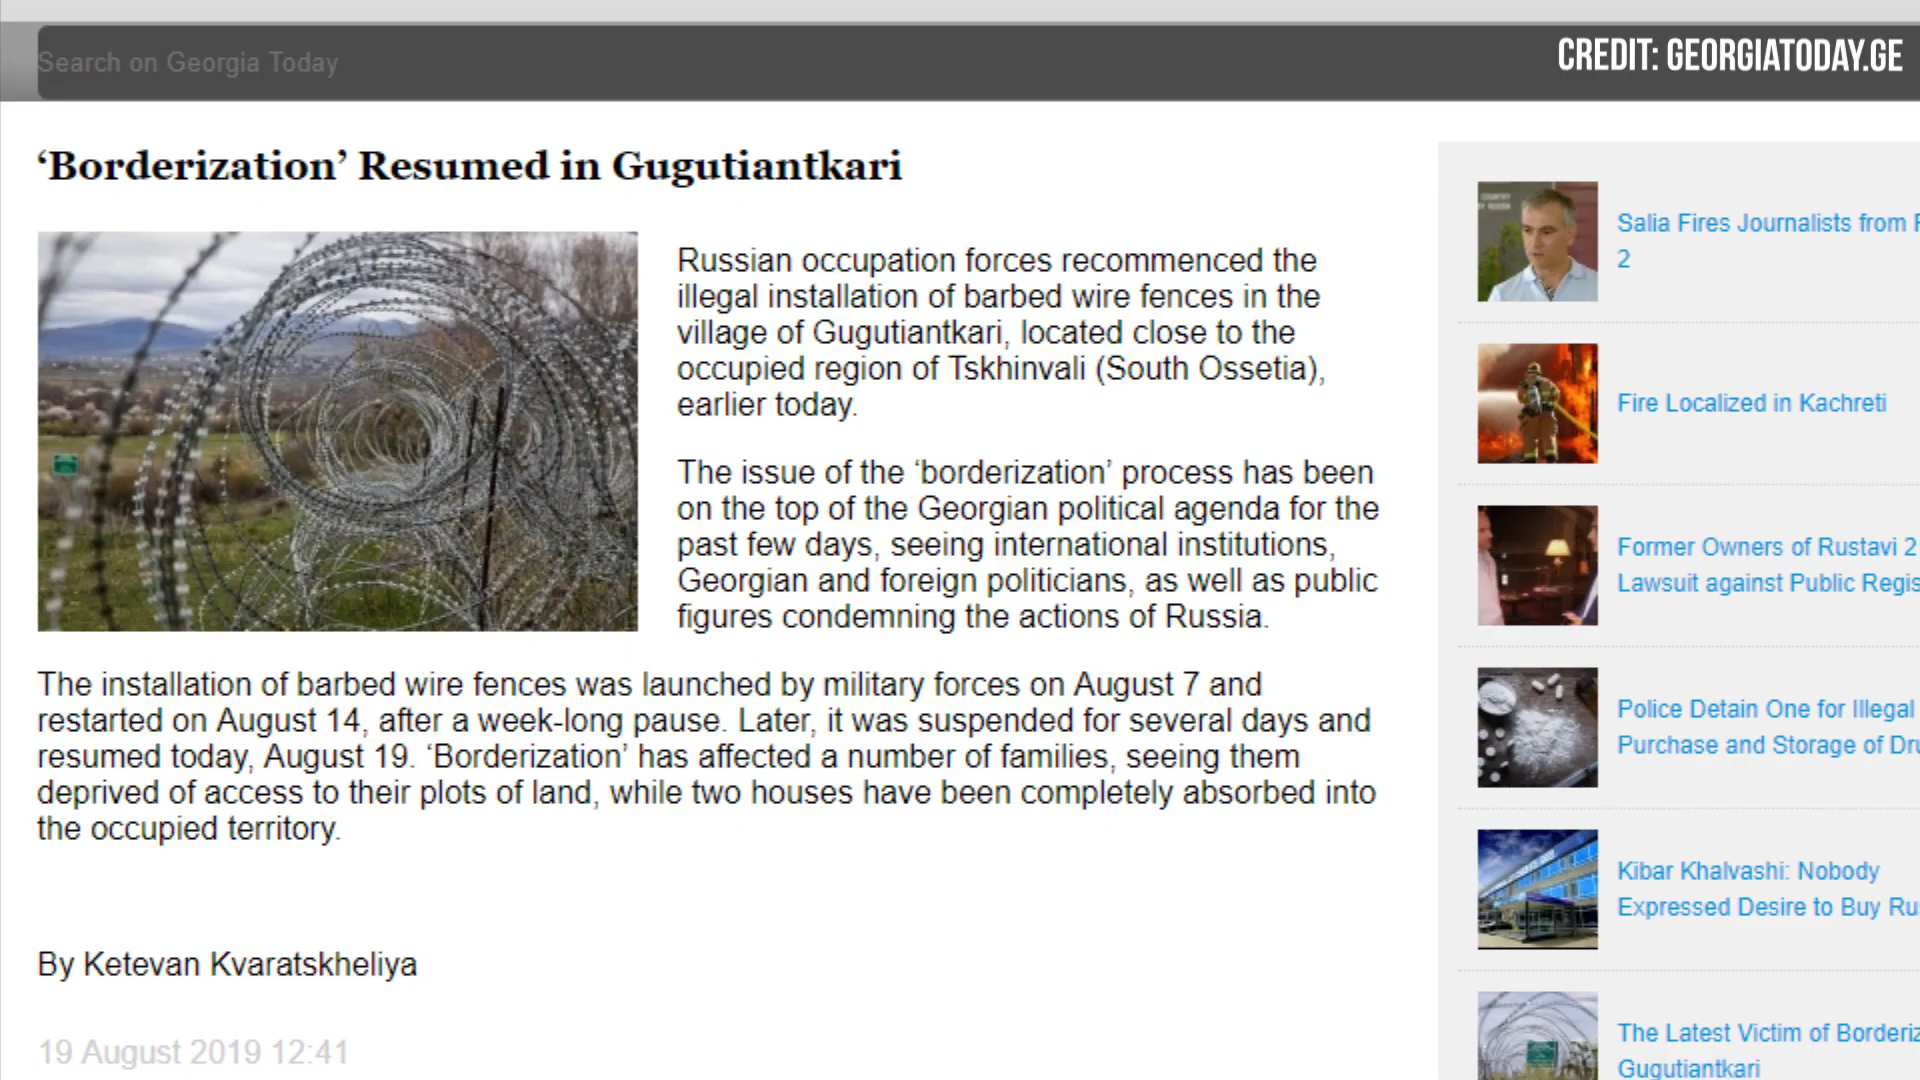 Search on Georgia Today
CREDIT: GEORGIATODAY.GE
‘Borderization’ Resumed in Gugutiantkari
Russian occupation forces recommenced the
illegal installation of barbed wire fences in the
village of Gugutiantkari, located close to the
occupied region of Tskhinvali (South Ossetia),
earlier today.
The issue of the ‘borderization’ process has been
on the top of the Georgian political agenda for the
past few days, seeing international institutions,
Georgian and foreign politicians, as well as public
figures condemning the actions of Russia.
The installation of barbed wire fences was launched by military forces on August 7 and
restarted on August 14, after a week-long pause. Later, it was suspended for several days and
resumed today, August 19. ‘Borderization’ has affected a number of families, seeing them
deprived of access to their plots of land, while two houses have been completely absorbed into
the occupied territory.
By Ketevan Kvaratskheliya
19 August 2019 12:41
Salia Fires Journalists from
2
Fire Localized in Kachreti
Former Owners of Rustavi 2
Lawsuit against Public
Police Detain One for Illegal
Purchase and Storage of
Kibar Khalvashi: Nobody
Expressed Desire to Buy
The Latest Victim of
Gugutiantkari